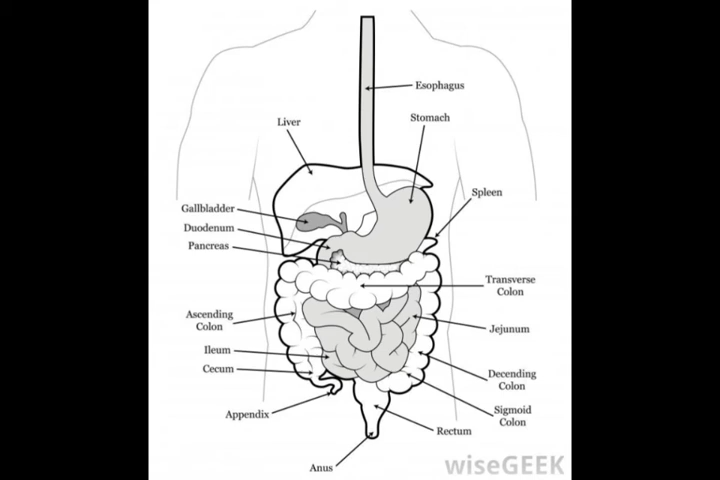 Esophagus
Stomach
Liver
Spleen
Gallbladder
Duodenum
Pancreas
Transverse
Colon
Ascending
Colon
Jejunum
Ileum
Cecum
Decending
Colon
Appendix
Sigmoid
Colon
Rectum
Anus
wiseGEEK